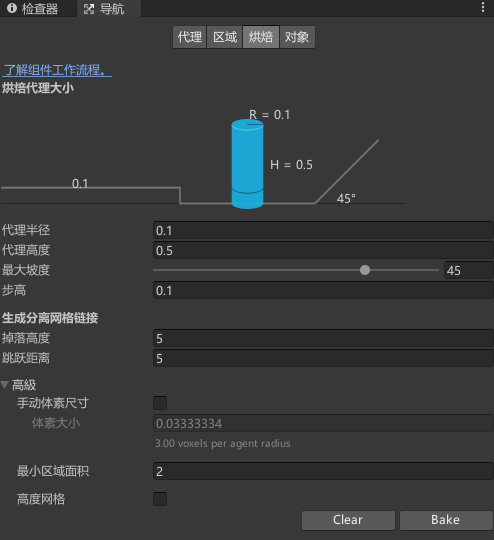 检查器 导航
代理 区域 烘焙 对象
了解组件工作流程。
烘焙代理大小
R = 0.1
H = 0.5
0.1
45°
代理半径 0.1
代理高度 0.5
最大坡度 45
步高 0.1
生成分离网格链接
掉落高度 5
跳跃距离 5
高級
手动体素尺寸
体素大小 0.03333334
3.00 voxels per agent radius
最小区域面积 2
高度网格
Clear Bake